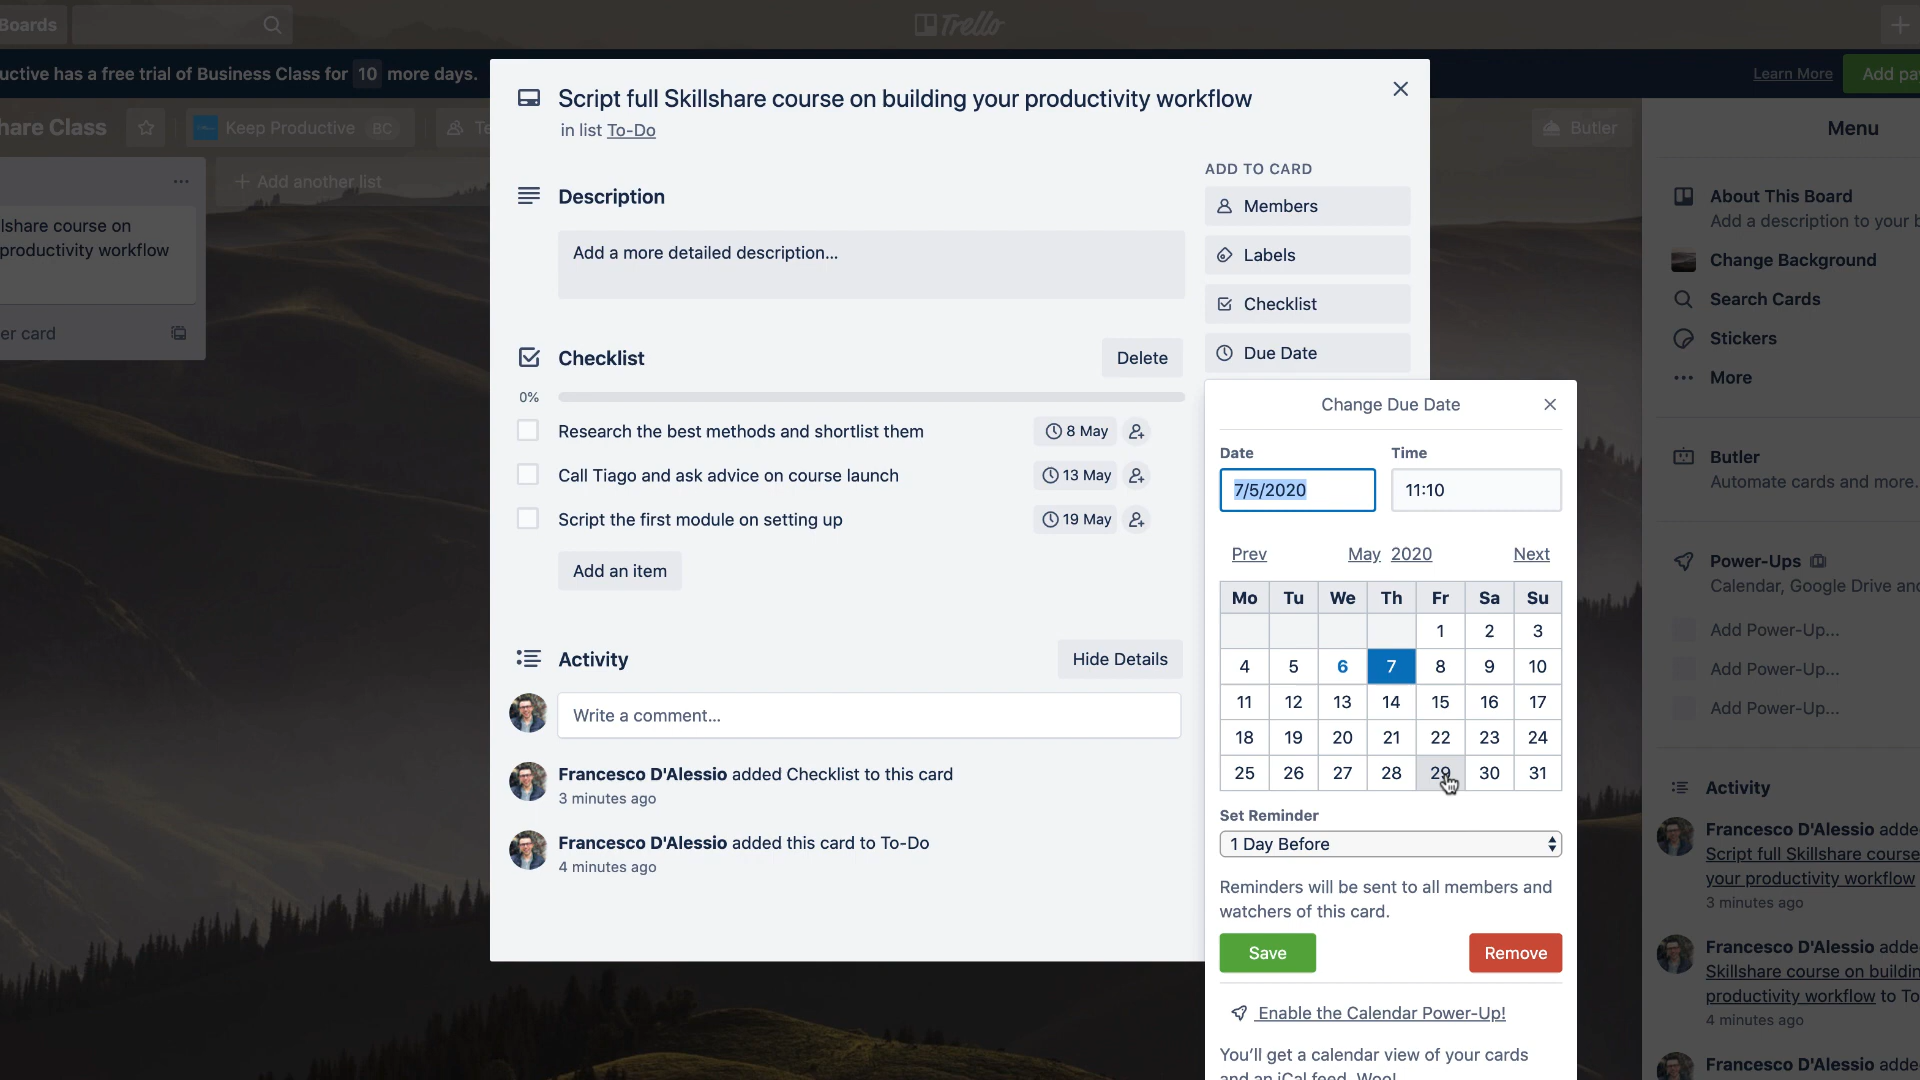 Boards
Trello
uctive has a free trial of Business Class for 10 more days.
Learn More
Add pa
hare Class
Keep Productive BC
Te
Butler
Menu
+ Add another list
lshare course on
productivity workflow
er card
Script full Skillshare course on building your productivity workflow
in list To-Do
Description
Add a more detailed description...
Checklist
Delete
0%
Research the best methods and shortlist them
8 May
Call Tiago and ask advice on course launch
13 May
Script the first module on setting up
19 May
Add an item
Activity
Hide Details
Write a comment...
Francesco D'Alessio added Checklist to this card
3 minutes ago
Francesco D'Alessio added this card to To-Do
4 minutes ago
ADD TO CARD
Members
Labels
Checklist
Due Date
Change Due Date
Date Time
7/5/2020 11:10
Prev May 2020 Next
Mo Tu We Th Fr Sa Su
1 2 3
4 5 6 7 8 9 10
11 12 13 14 15 16 17
18 19 20 21 22 23 24
25 26 27 28 29 30 31
Set Reminder
1 Day Before
Reminders will be sent to all members and
watchers of this card.
Save Remove
Enable the Calendar Power-Up!
You'll get a calendar view of your cards
and an iCal feed. Woo!
About This Board
Add a description to your b
Change Background
Search Cards
Stickers
More
Butler
Automate cards and more.
Power-Ups
Calendar, Google Drive and
Add Power-Up...
Add Power-Up...
Add Power-Up...
Activity
Francesco D'Alessio adde
Script full Skillshare course
your productivity workflow
3 minutes ago
Francesco D'Alessio adde
Skillshare course on buildin
productivity workflow to To
4 minutes ago
Francesco D'Alessio adde